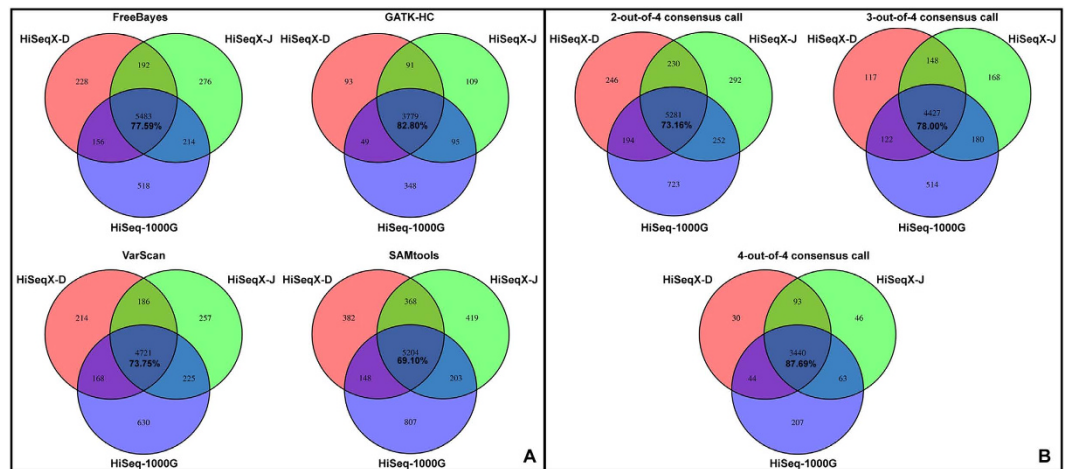 FreeBayes
HiSeqX-D
HiSeqX-J
192
228
276
5483
77.59%
156
214
518
HiSeq-1000G
GATK-HC
HiSeqX-D
HiSeqX-J
91
93
109
3779
82.80%
49
95
348
HiSeq-1000G
VarScan
HiSeqX-D
HiSeqX-J
186
214
257
4721
73.75%
168
225
630
HiSeq-1000G
SAMtools
HiSeqX-D
HiSeqX-J
368
382
419
5204
69.10%
148
203
807
HiSeq-1000G
A
2-out-of-4 consensus call
HiSeqX-D
HiSeqX-J
230
246
292
5281
73.16%
194
252
723
HiSeq-1000G
3-out-of-4 consensus call
HiSeqX-D
HiSeqX-J
148
117
168
4427
78.00%
122
180
514
HiSeq-1000G
4-out-of-4 consensus call
HiSeqX-D
HiSeqX-J
93
30
46
3440
87.69%
44
63
207
HiSeq-1000G
B